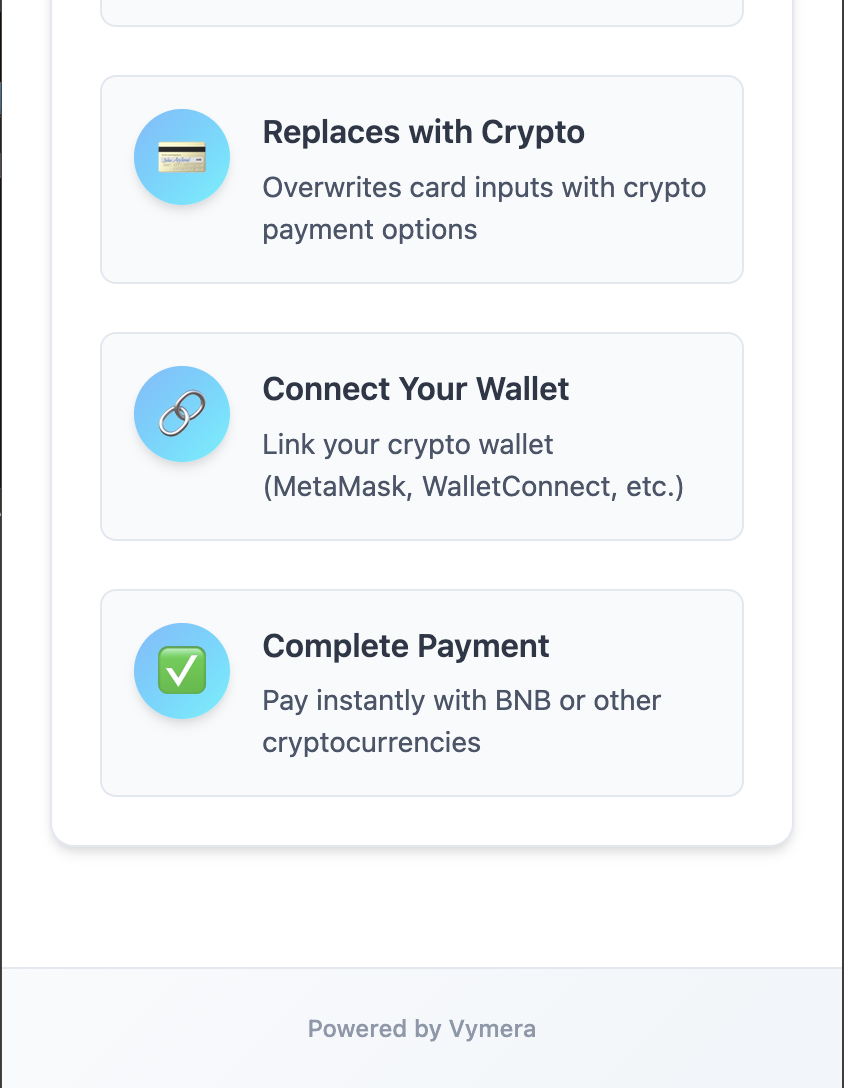 Replaces with Crypto
Overwrites card inputs with crypto
payment options
Connect Your Wallet
Link your crypto wallet
(MetaMask, WalletConnect, etc.)
Complete Payment
Pay instantly with BNB or other
cryptocurrencies
Powered by Vymera